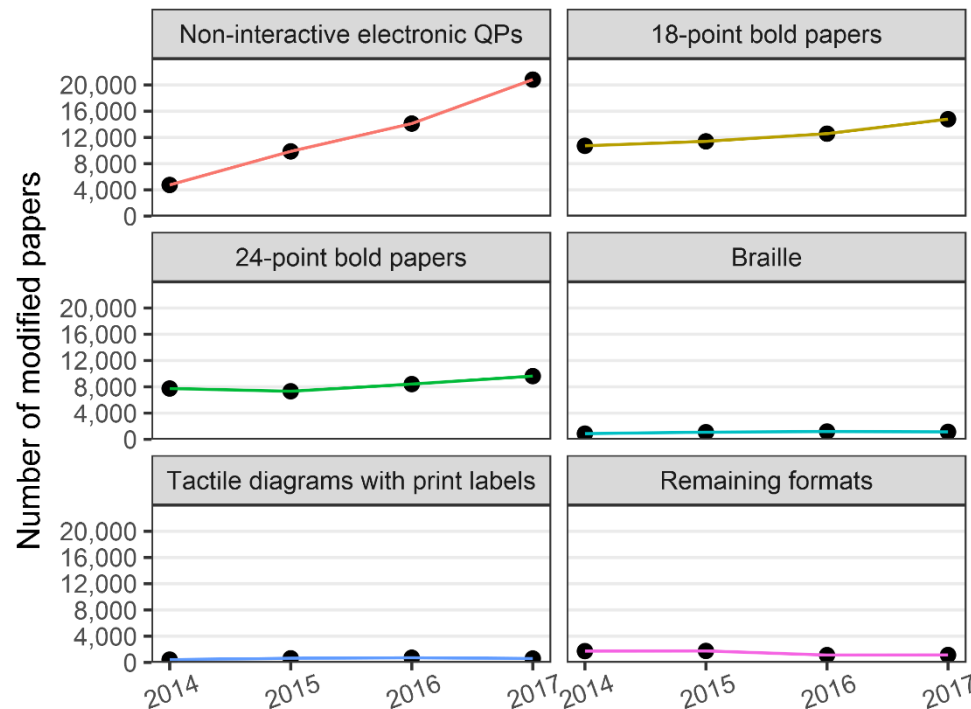 Number of modified papers
Non-interactive electronic QPs
18-point bold papers
20,000
16,000
12,000
8,000
4,000
0
24-point bold papers
Braille
20,000
16,000
12,000
8,000
4,000
0
Tactile diagrams with print labels
Remaining formats
20,000
16,000
12,000
8,000
4,000
0
2014 2015 2016 2017
2014 2015 2016 2017